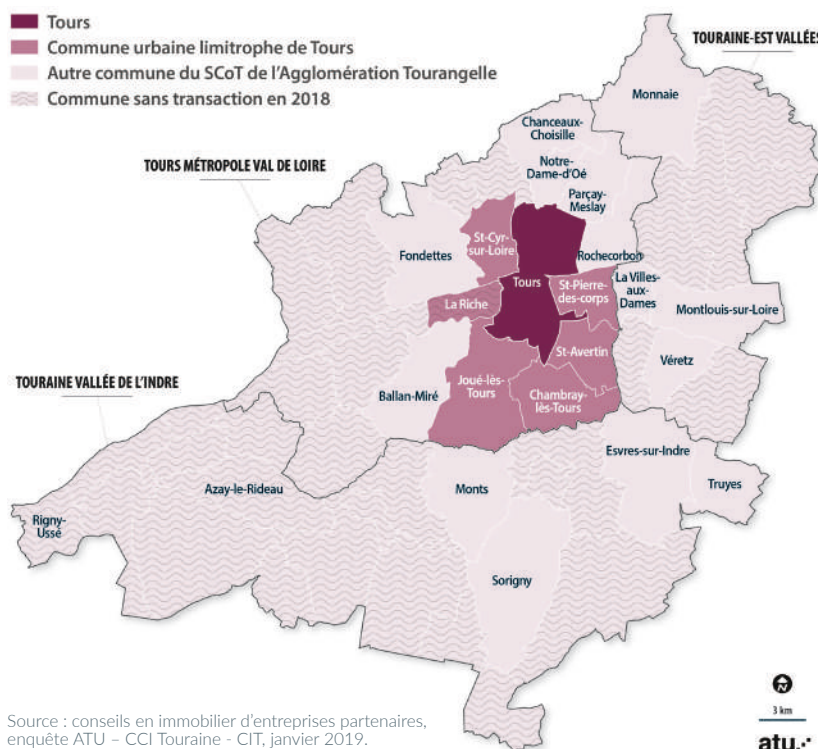 Tours
Commune urbaine limitrophe de Tours
Autre commune du SCoT de l'Agglomération Tourangelle
Commune sans transaction en 2018
TOURAINE-EST VALLÉES
Monnaie
Chanceaux-
Choisille
TOURS MÉTROPOLE VAL DE LOIRE
Notre-
Dame-d'Oé
Parçay-
Meslay
St-Cyr-
sur-Loire
Fondettes
Rochecorbon
Tours
St-Pierre-
des-corps
La Villes-
aux-
Dames
La Riche
Montlouis-sur-Loire
St-Avertin
Véretz
TOURAINE VALLÉE DE L'INDRE
Ballan-Miré
Joué-lès-
Tours
Chambray-
lès-Tours
Esvres-sur-Indre
Azay-le-Rideau
Monts
Truyes
Rigny-
Ussé
Sorigny
N
3 km
Source : conseils en immobilier d'entreprises partenaires,
enquête ATU – CCI Touraine - CIT, janvier 2019.
atu